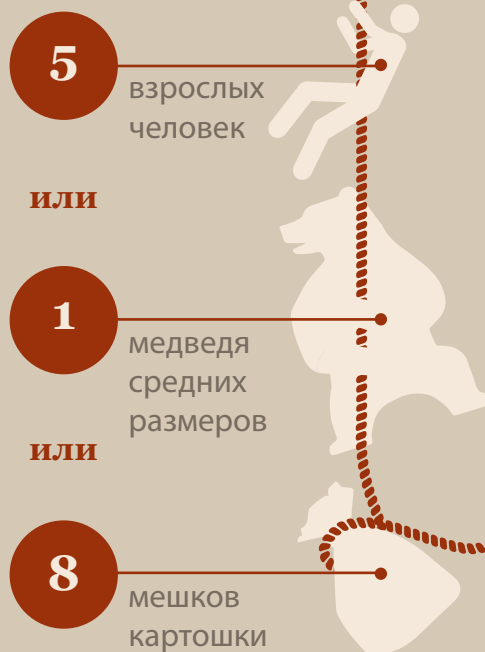 5
взрослых
человек
или
1
медведя
средних
размеров
или
8
мешков
картошки